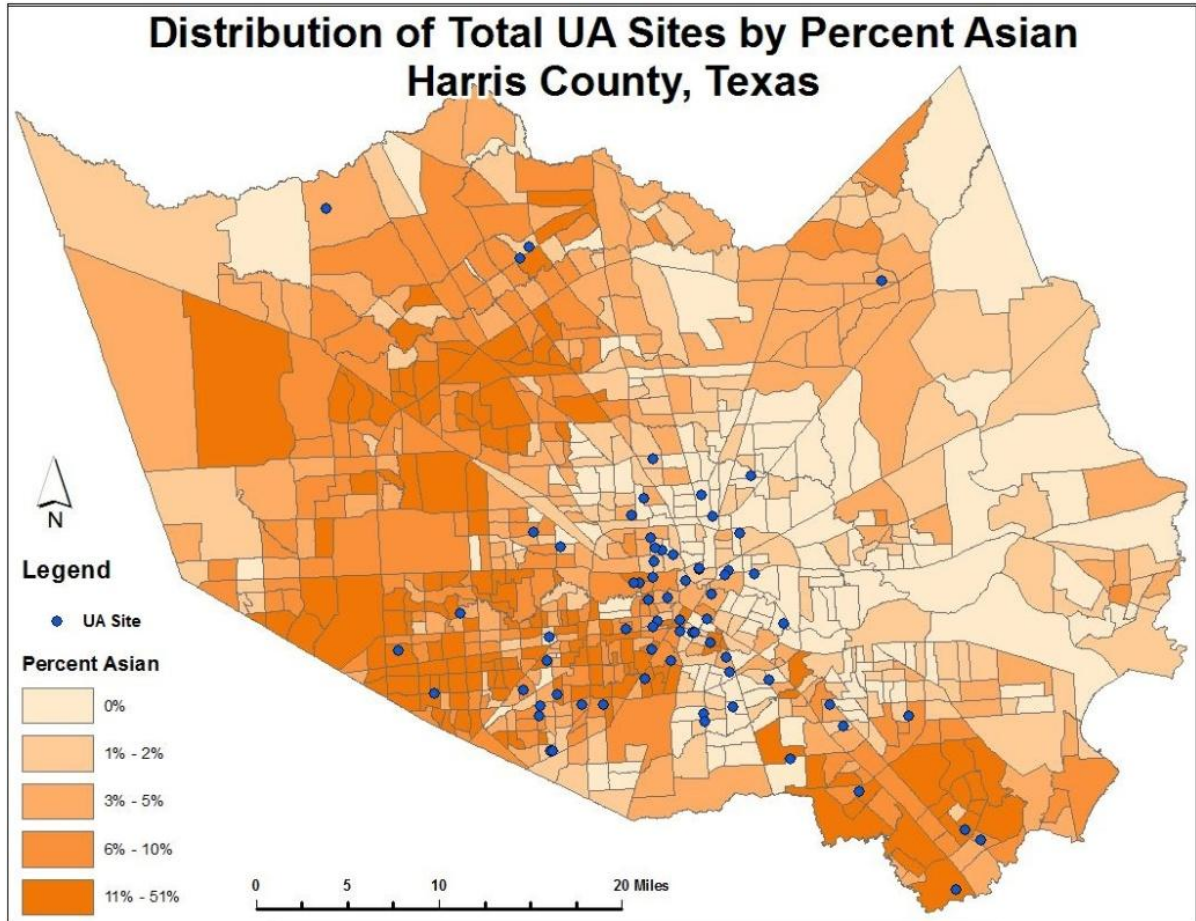 Distribution of Total UA Sites by Percent Asian
Harris County, Texas
N
Legend
UA Site
Percent Asian
0%
1% - 2%
3% - 5%
6% - 10%
11% - 51%
0 5 10 20 Miles